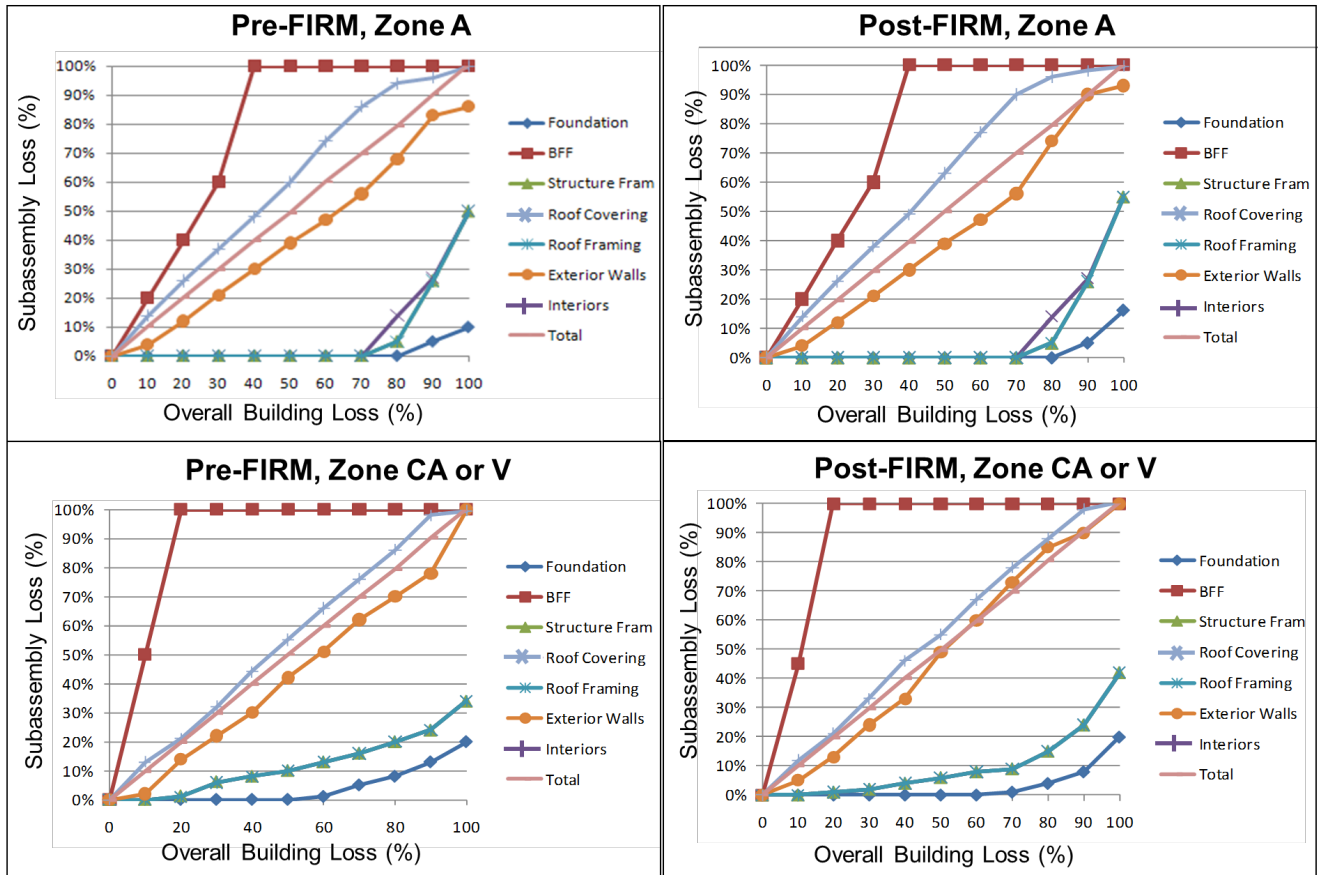 Pre-FIRM, Zone A
Subassembly Loss (%)
100%
90%
80%
70%
60%
50%
40%
30%
20%
10%
0%
0 10 20 30 40 50 60 70 80 90 100
Overall Building Loss (%)
Foundation
BFF
Structure Fram
Roof Covering
Roof Framing
Exterior Walls
Interiors
Total
Post-FIRM, Zone A
Subassembly Loss (%)
100%
90%
80%
70%
60%
50%
40%
30%
20%
10%
0%
0 10 20 30 40 50 60 70 80 90 100
Overall Building Loss (%)
Foundation
BFF
Structure Fram
Roof Covering
Roof Framing
Exterior Walls
Interiors
Total
Pre-FIRM, Zone CA or V
Subassembly Loss (%)
100%
90%
80%
70%
60%
50%
40%
30%
20%
10%
0%
0 20 40 60 80 100
Overall Building Loss (%)
Foundation
BFF
Structure Fram
Roof Covering
Roof Framing
Exterior Walls
Interiors
Total
Post-FIRM, Zone CA or V
Subassembly Loss (%)
100%
90%
80%
70%
60%
50%
40%
30%
20%
10%
0%
0 10 20 30 40 50 60 70 80 90 100
Overall Building Loss (%)
Foundation
BFF
Structure Fram
Roof Covering
Roof Framing
Exterior Walls
Interiors
Total